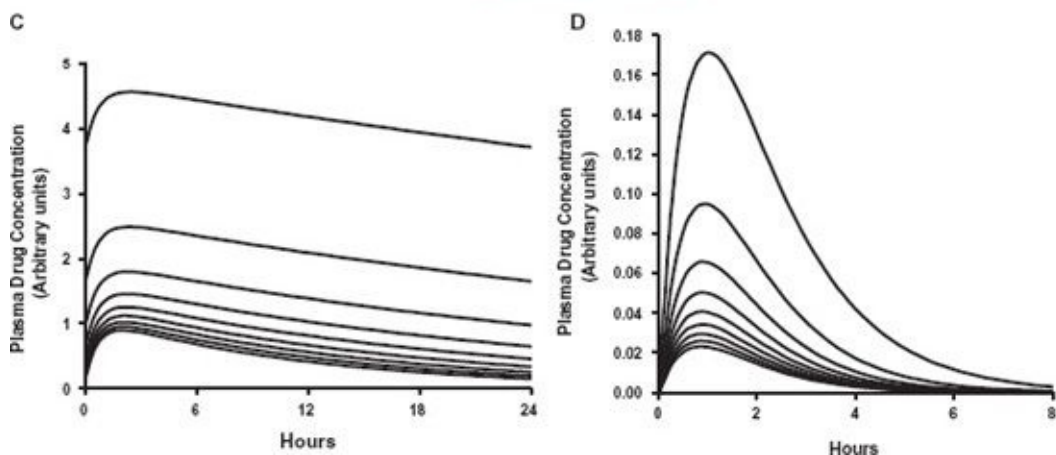 C
Plasma Drug Concentration
(Arbitrary units)
5
4
3
2
1
0
0 6 12 18 24
Hours
D
Plasma Drug Concentration
(Arbitrary units)
0.18
0.16
0.14
0.12
0.10
0.08
0.06
0.04
0.02
0.00
0 2 4 6 8
Hours